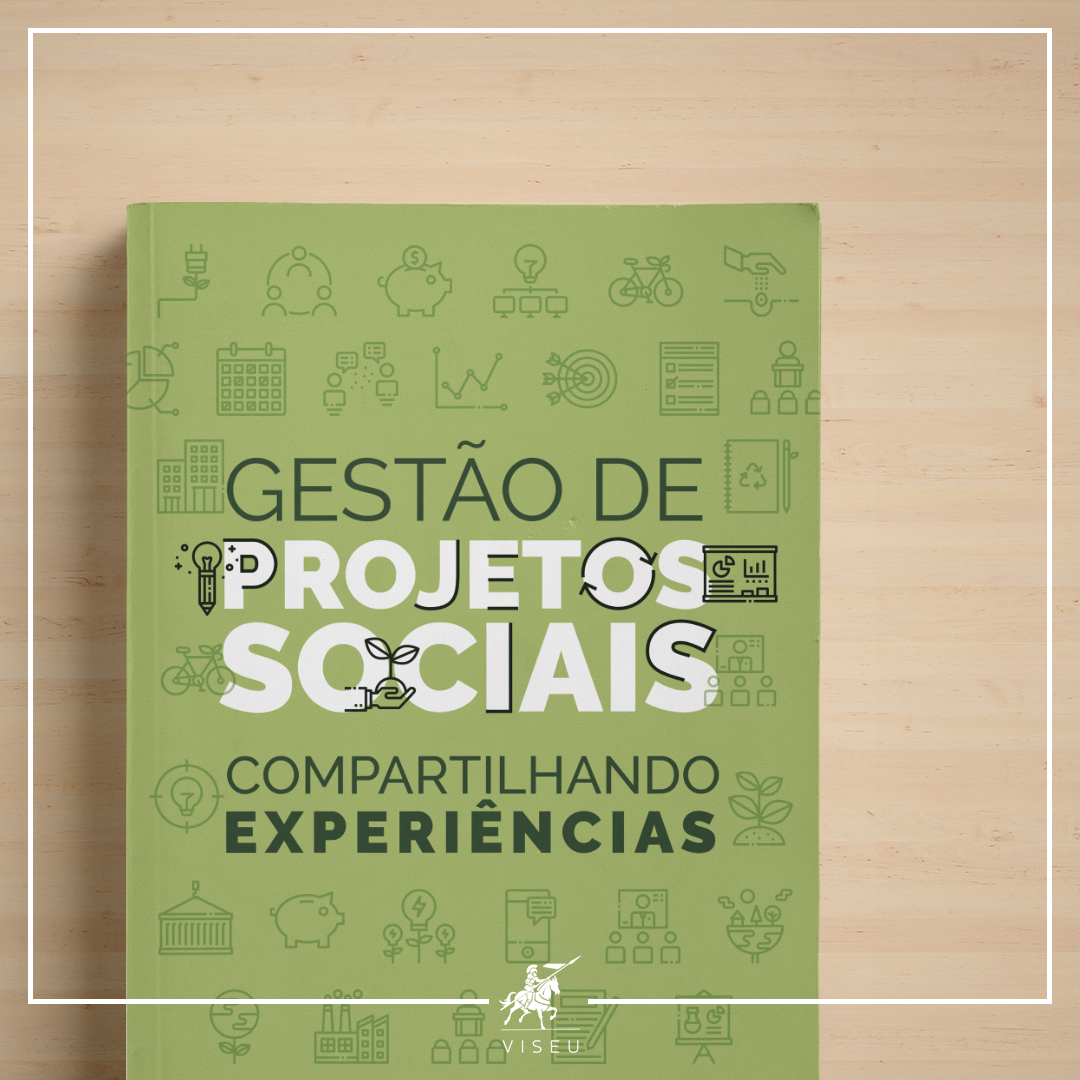 GESTÃO DE
PROJETOS
SOCIAIS
COMPARTILHANDO
EXPERIÊNCIAS
VISEU